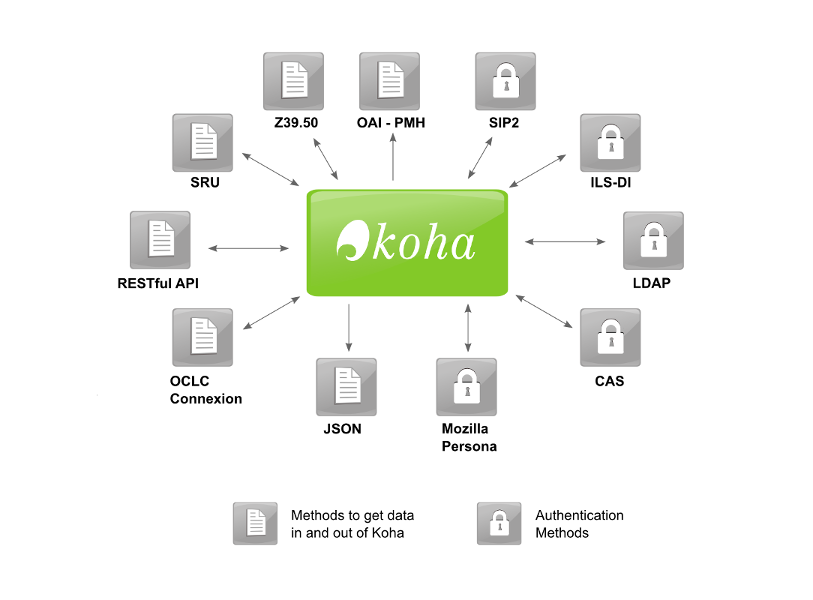 Z39.50
OAI - PMH
SIP2
SRU
ILS-DI
koha
RESTful API
LDAP
OCLC
Connexion
CAS
JSON
Mozilla
Persona
Methods to get data
in and out of Koha
Authentication
Methods